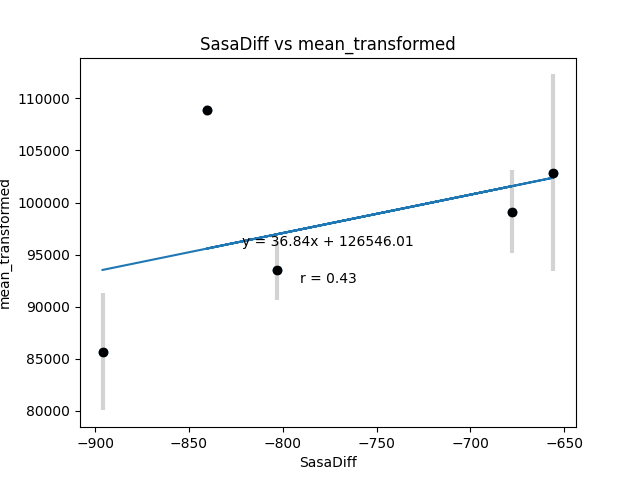 SasaDiff vs mean_transformed
mean_transformed
110000
105000
100000
95000
90000
85000
80000
y = 36.84x + 126546.01
r = 0.43
−900
−850
−800
−750
−700
−650
SasaDiff